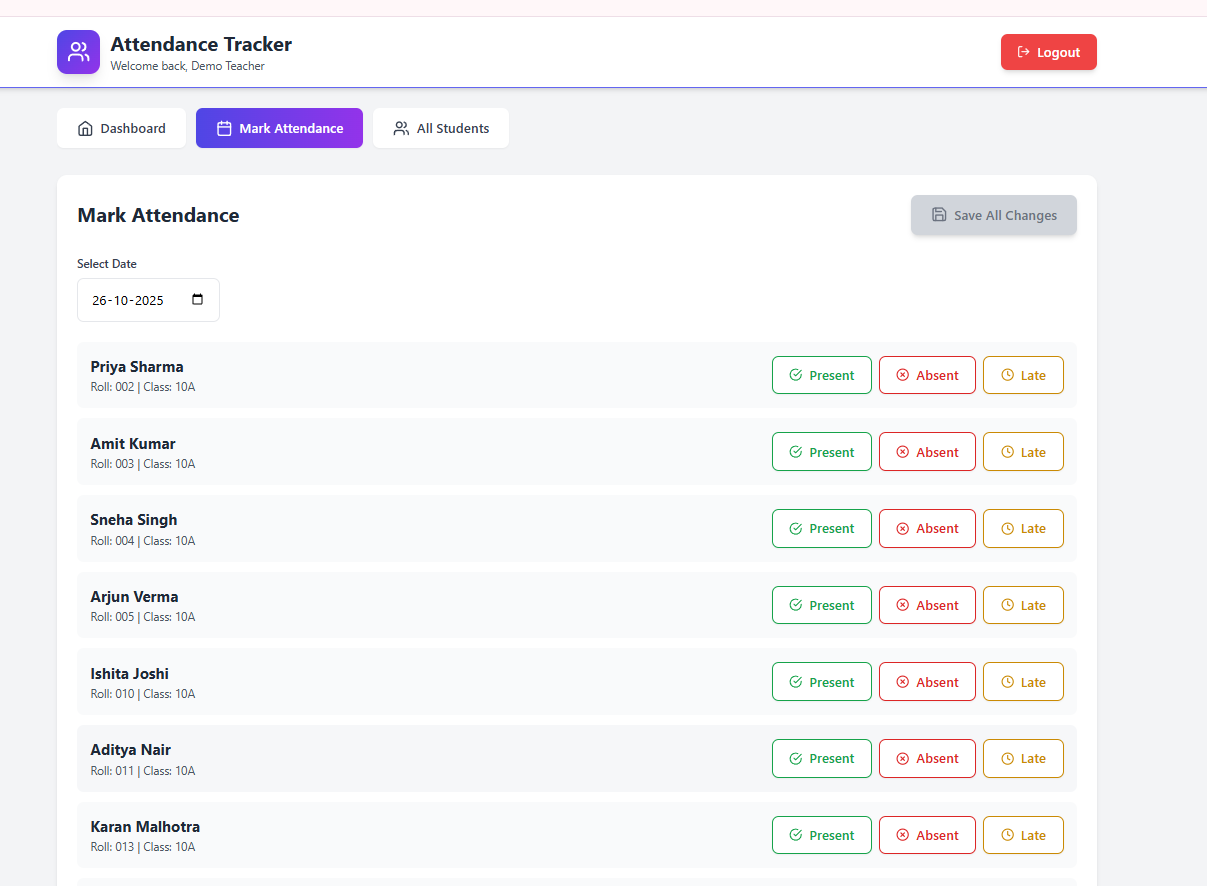 Attendance Tracker
Welcome back, Demo Teacher
Logout
Dashboard
Mark Attendance
All Students
Mark Attendance
Save All Changes
Select Date
26-10-2025
Priya Sharma
Roll: 002 | Class: 10A
Present Absent Late
Amit Kumar
Roll: 003 | Class: 10A
Present Absent Late
Sneha Singh
Roll: 004 | Class: 10A
Present Absent Late
Arjun Verma
Roll: 005 | Class: 10A
Present Absent Late
Ishita Joshi
Roll: 010 | Class: 10A
Present Absent Late
Aditya Nair
Roll: 011 | Class: 10A
Present Absent Late
Karan Malhotra
Roll: 013 | Class: 10A
Present Absent Late